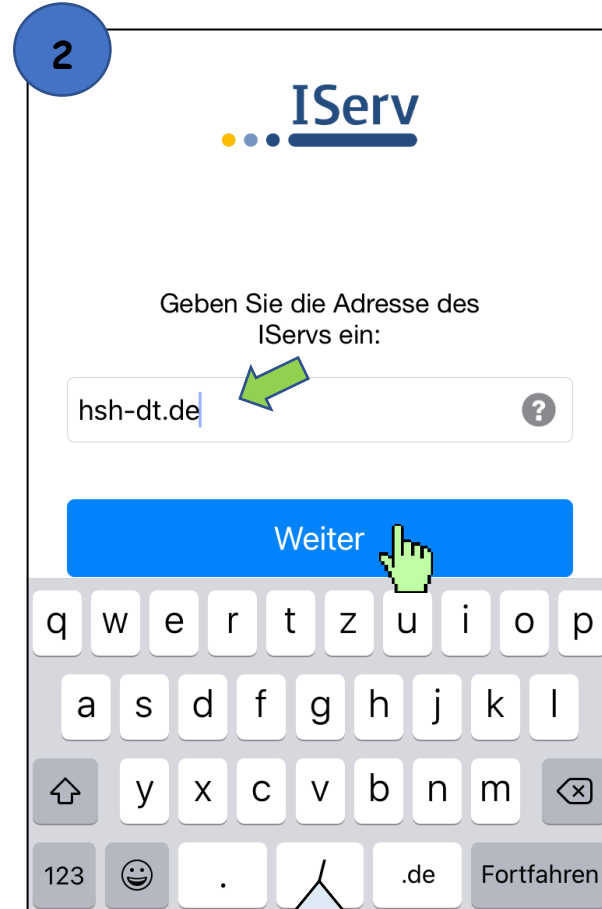 2
IServ
Geben Sie die Adresse des
IServs ein:
hsh-dt.de
?
Weiter
q w e r t z u i o p
a s d f g h j k l
y x c v b n m
123 . / .de Fortfahren